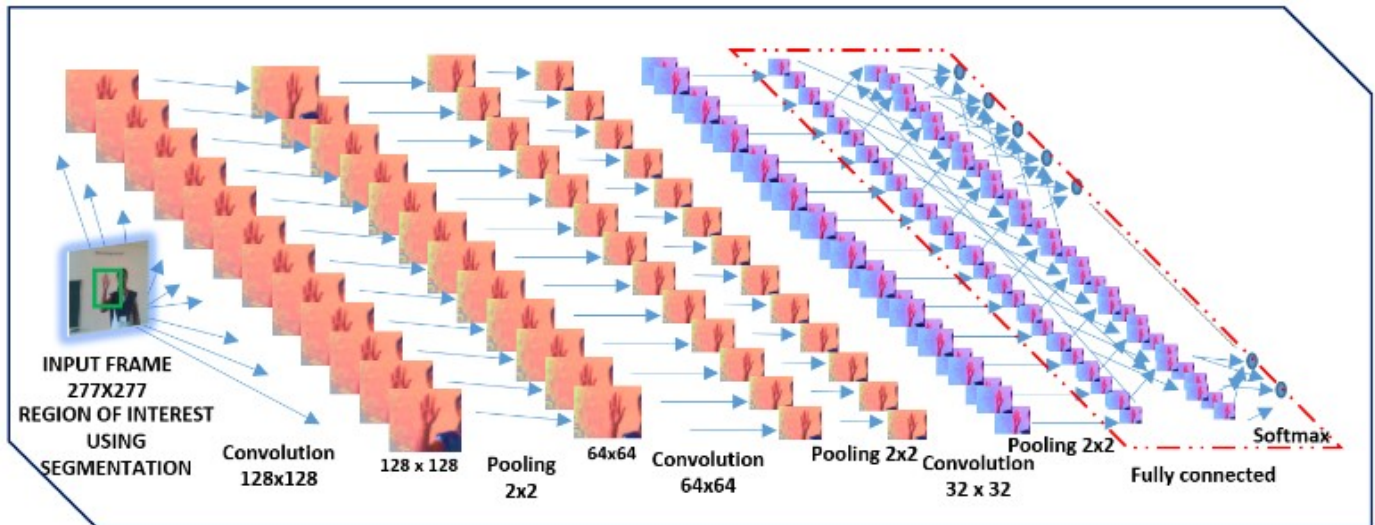 INPUT FRAME
277X277
REGION OF INTEREST
USING
SEGMENTATION
Convolution
128x128
128 x 128
Pooling
2x2
64x64
Convolution
64x64
Pooling 2x2
Convolution
32 x 32
Pooling 2x2
Fully connected
Softmax